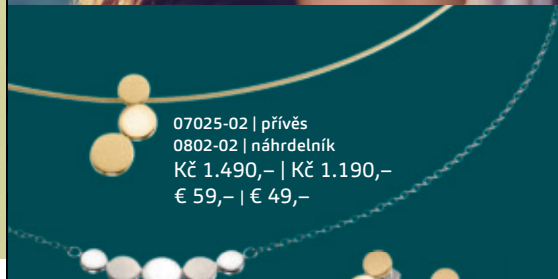 07025-02 | přívěs
0802-02 | náhrdelník
Kč 1.490,– | Kč 1.190,–
€ 59,– | € 49,–